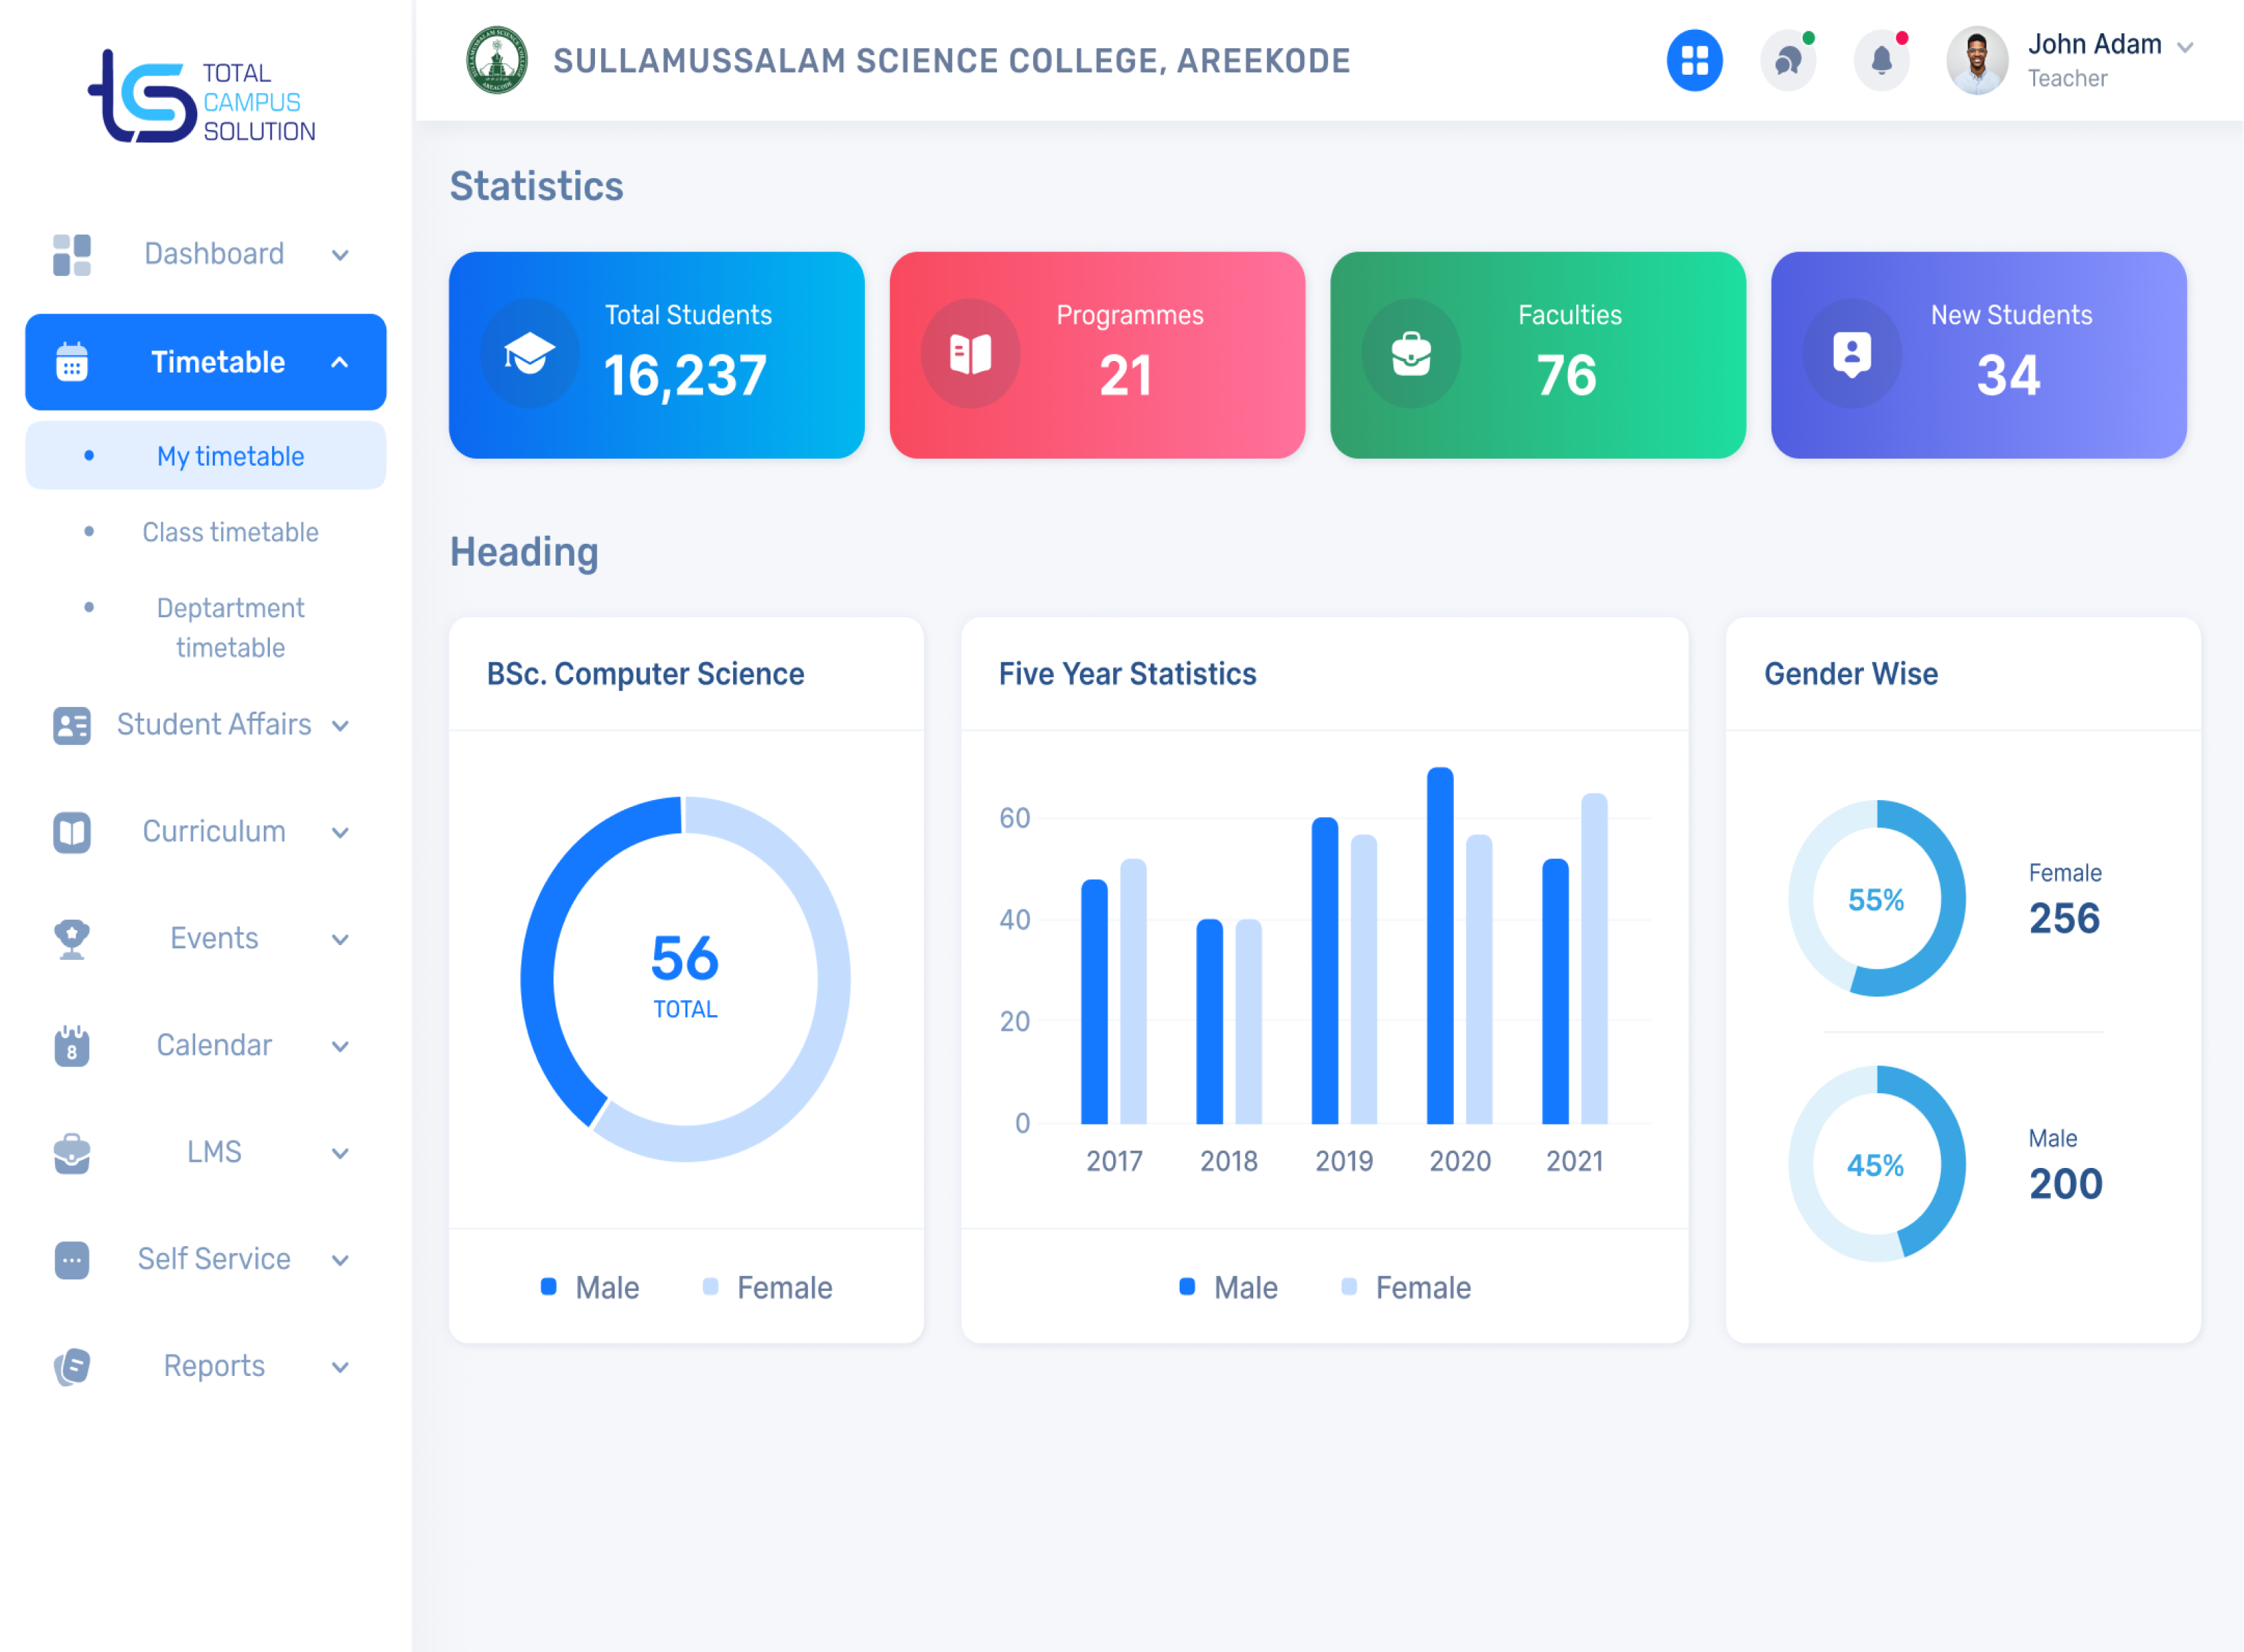 TOTAL
CAMPUS
SOLUTION
Dashboard
Timetable
My timetable
Class timetable
Deptartment
timetable
Student Affairs
Curriculum
Events
8
Calendar
LMS
Self Service
Reports
SULLAMUSSALAM SCIENCE COLLEGE, AREEKODE
John Adam
Teacher
Statistics
Total Students
16,237
Programmes
21
Faculties
76
New Students
34
Heading
BSc. Computer Science
56
TOTAL
Male Female
Five Year Statistics
60
40
20
0
2017 2018 2019 2020 2021
Male Female
Gender Wise
55%
Female
256
45%
Male
200